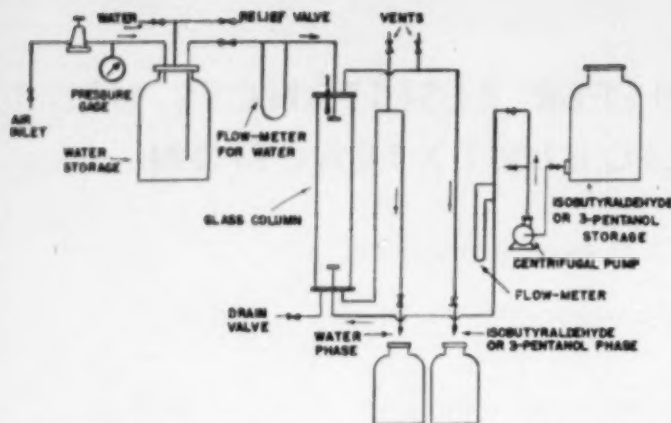 WATER
RELIEF VALVE
VENTS
PRESSURE
GAGE
AIR
INLET
WATER
STORAGE
FLOW-METER
FOR WATER
GLASS COLUMN
ISOBUTYRALDEHYDE
OR 3-PENTANOL
STORAGE
CENTRIFUGAL PUMP
FLOW-METER
DRAIN
VALVE
WATER
PHASE
ISOBUTYRALDEHYDE
OR 3-PENTANOL PHASE